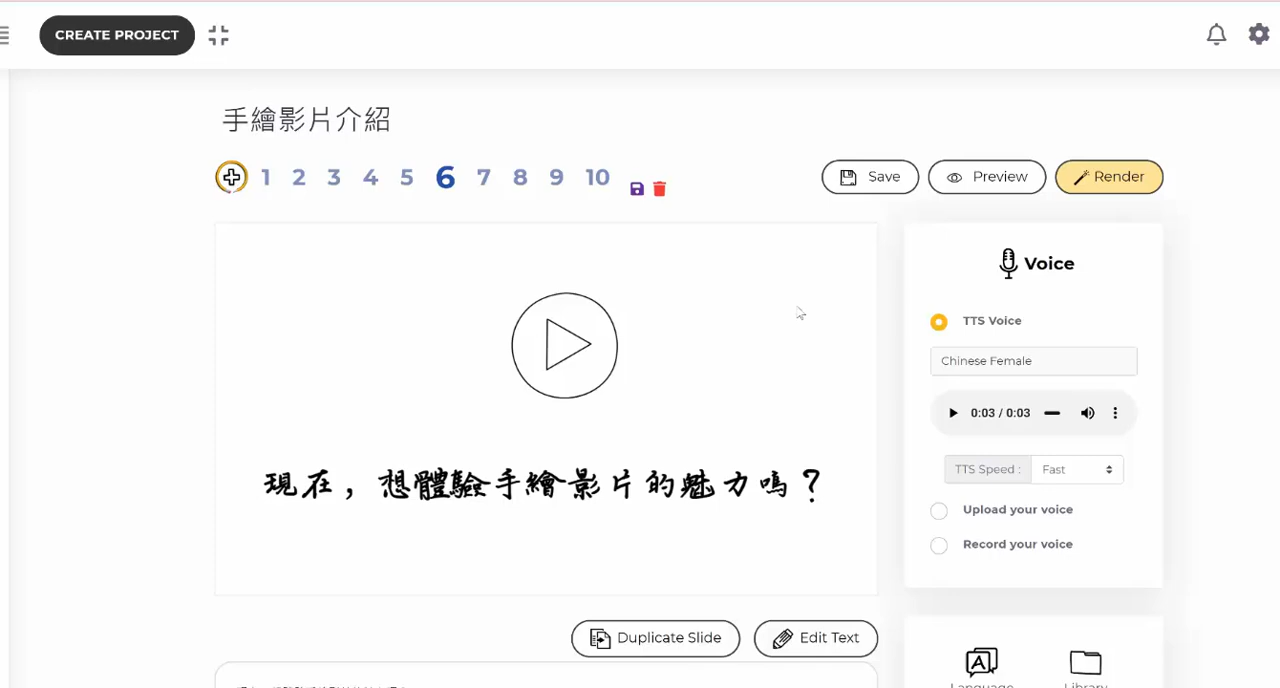 CREATE PROJECT
手繪影片介紹
1 2 3 4 5 6 7 8 9 10
Save
Preview
Render
現在，想體驗手繪影片的魅力嗎？
Voice
TTS Voice
Chinese Female
0:03 / 0:03
TTS Speed : Fast
Upload your voice
Record your voice
Duplicate Slide
Edit Text
Language
Library